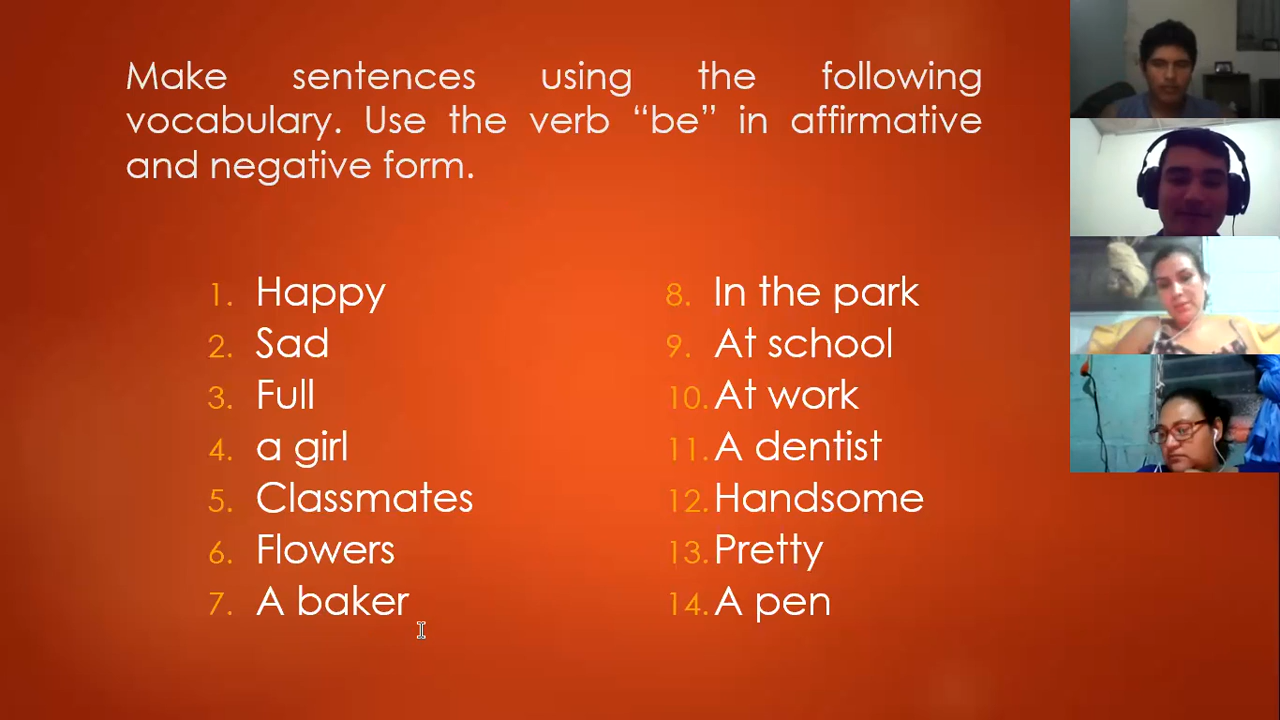 Make sentences using the following
vocabulary. Use the verb “be” in affirmative
and negative form.
1. Happy
2. Sad
3. Full
4. a girl
5. Classmates
6. Flowers
7. A baker
8. In the park
9. At school
10. At work
11. A dentist
12. Handsome
13. Pretty
14. A pen